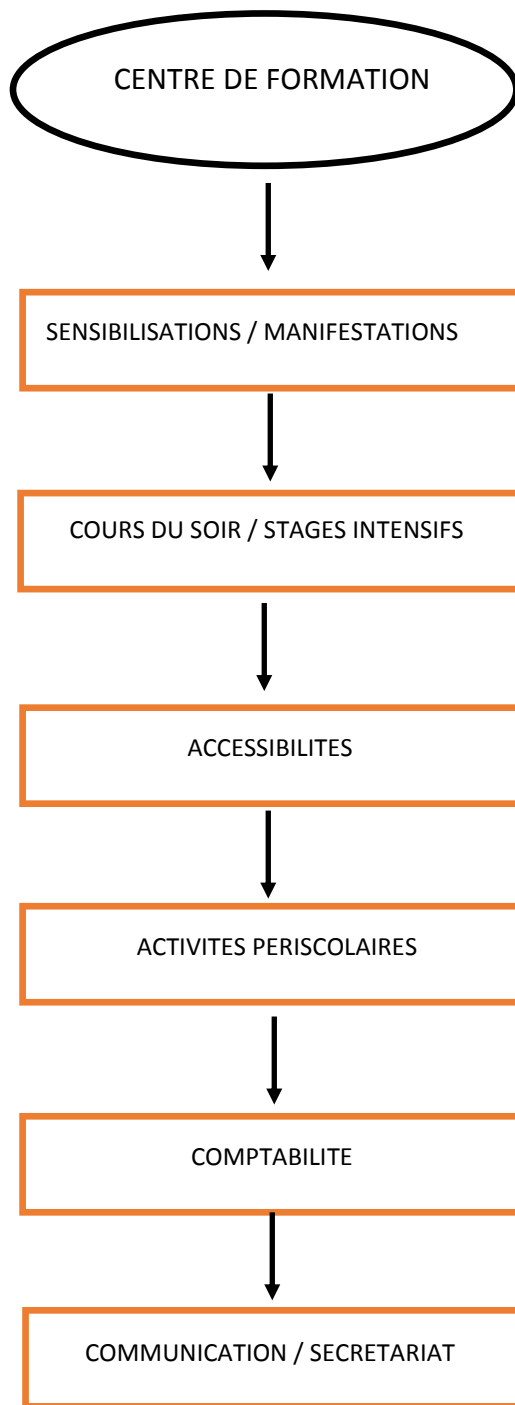 CENTRE DE FORMATION
SENSIBILISATIONS / MANIFESTATIONS
COURS DU SOIR / STAGES INTENSIFS
ACCESSIBILITES
ACTIVITES PERISCOLAIRES
COMPTABILITE
COMMUNICATION / SECRETARIAT